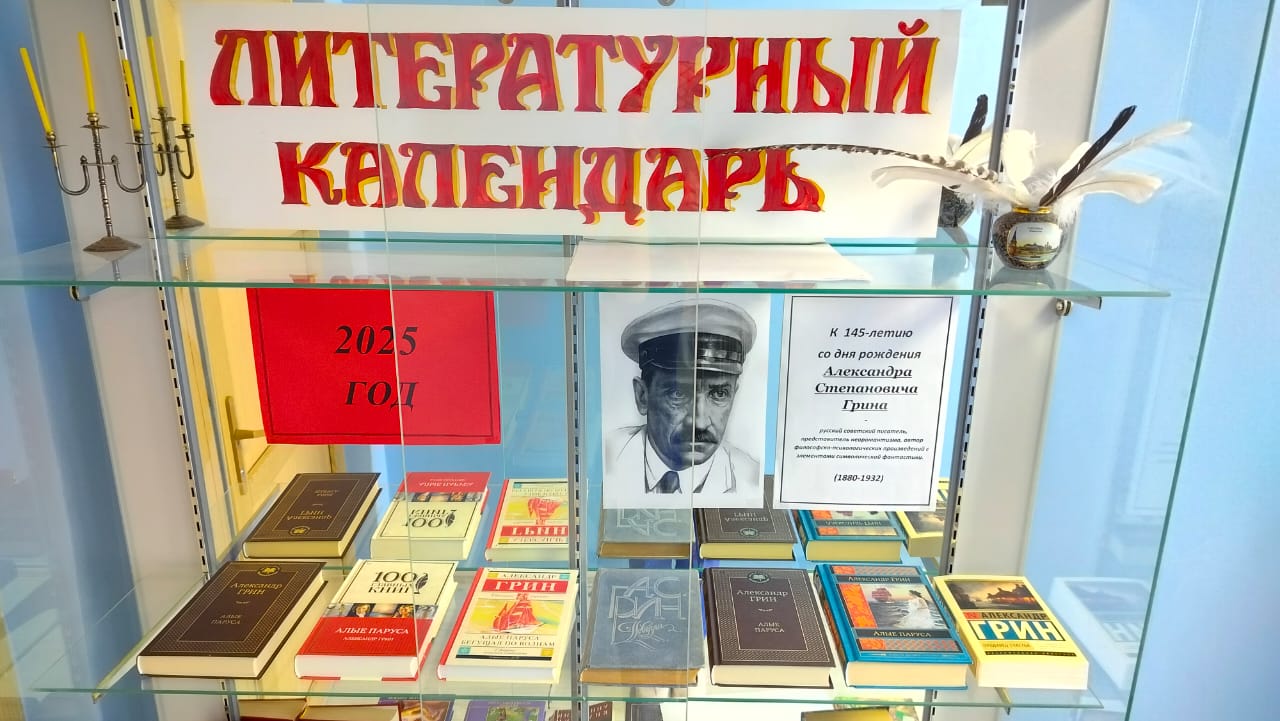 ЛИТЕРАТУРНЫЙ
КАЛЕНДАРЬ
2025
ГОД
К 145-летию
со дня рождения
Александра
Степановича
Грина
-
русский советский писатель,
представитель неоромантизма, автор
философско-психологических произведений с
элементами символической фантастики.
(1880-1932)
Александр
ГРИН
АЛЫЕ
ПАРУСА
100
ГЛАВНЫХ
КНИГ
АЛЫЕ ПАРУСА
АЛЕКСАНДР ГРИН
АЛЕКСАНДР
ГРИН
АЛЫЕ ПАРУСА
БЕГУЩАЯ ПО ВОЛНАМ
А.С.
ГРИН
Александр
ГРИН
АЛЫЕ
ПАРУСА
АЛЕКСАНДР ГРИН
АЛЫЕ ПАРУСА
АЛЕКСАНДР
ГРИН